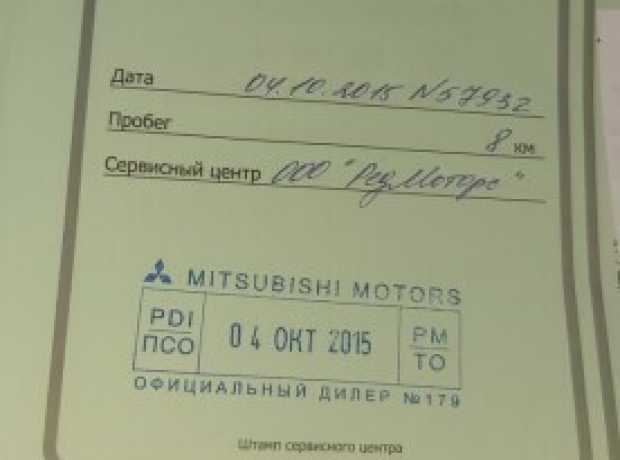 Дата 04.10.2015 N57932
Пробег 8 км
Сервисный центр ООО "РедМоторс"
MITSUBISHI MOTORS
PDI
ПСО
04 ОКТ 2015
PM
ТО
ОФИЦИАЛЬНЫЙ ДИЛЕР №179
Штамп сервисного центра